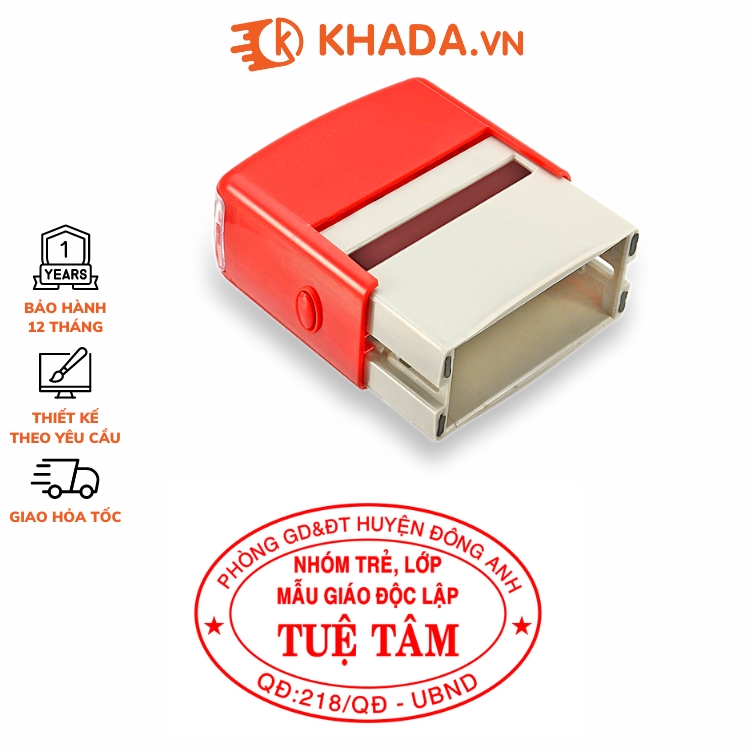 KHADA.vn
1
YEARS
BẢO HÀNH
12 THÁNG
THIẾT KẾ
THEO YÊU CẦU
GIAO HỎA TỐC
PHÒNG GD&ĐT HUYỆN ĐÔNG ANH
NHÓM TRẺ, LỚP
MẪU GIÁO ĐỘC LẬP
TUỆ TÂM
QĐ:218/QĐ - UBND